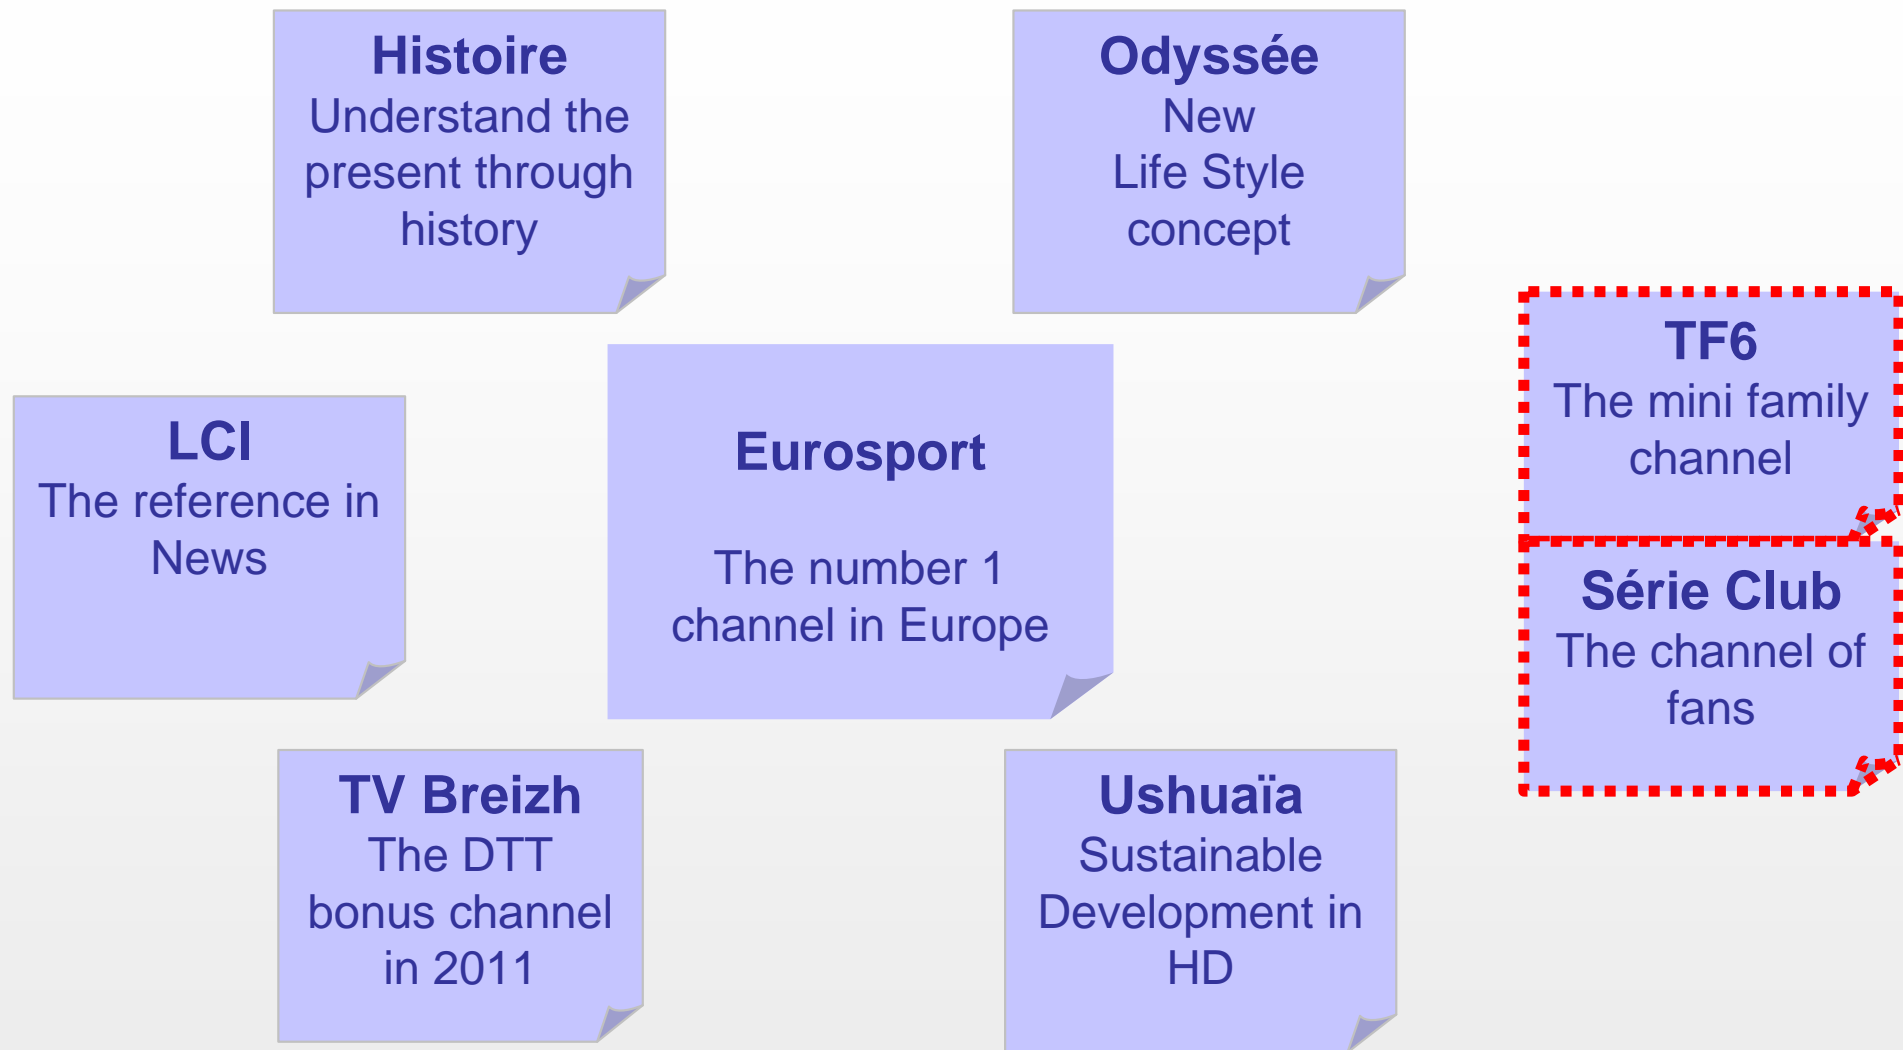 Histoire
Understand the
present through
history
Odyssée
New
Life Style
concept
TF6
The mini family
channel
LCI
The reference in
News
Eurosport
The number 1
channel in Europe
Série Club
The channel of
fans
TV Breizh
The DTT
bonus channel
in 2011
Ushuaïa
Sustainable
Development in
HD